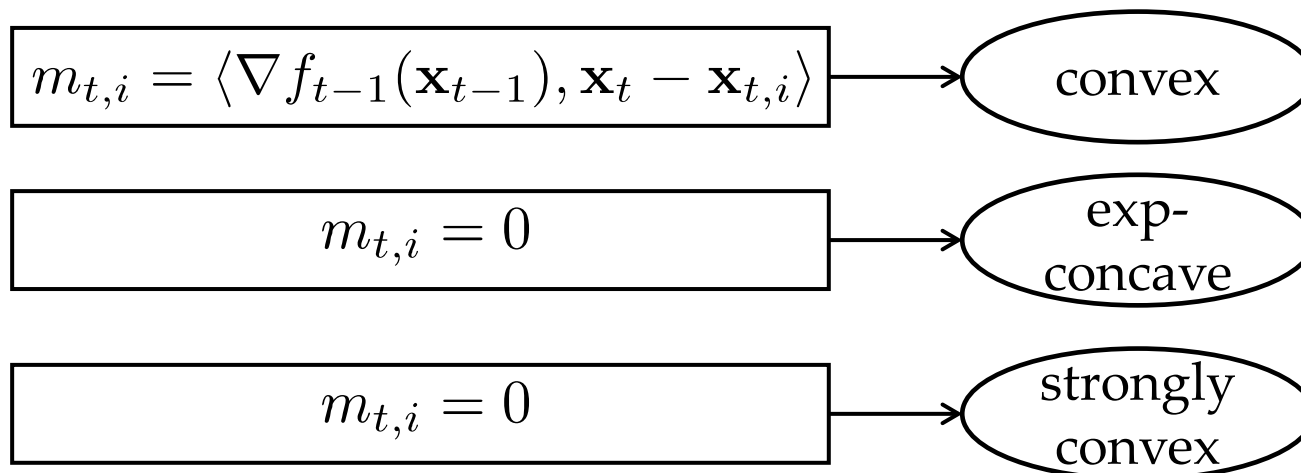 m_{t,i} = ⟨∇f_{t−1}(𝐱_{t−1}), 𝐱_t − 𝐱_{t,i}⟩
convex
m_{t,i} = 0
exp-
concave
m_{t,i} = 0
strongly
convex